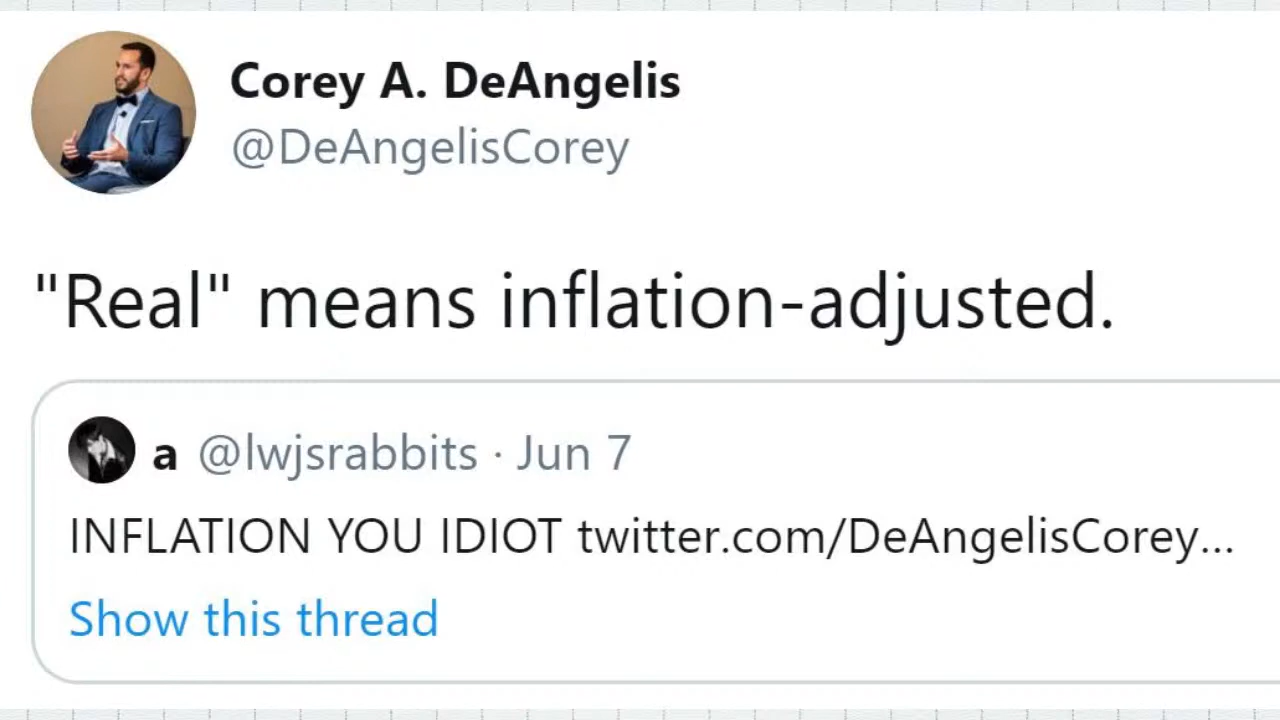 Corey A. DeAngelis
@DeAngelisCorey
"Real" means inflation-adjusted.
a @lwjsrabbits · Jun 7
INFLATION YOU IDIOT twitter.com/DeAngelisCorey...
Show this thread